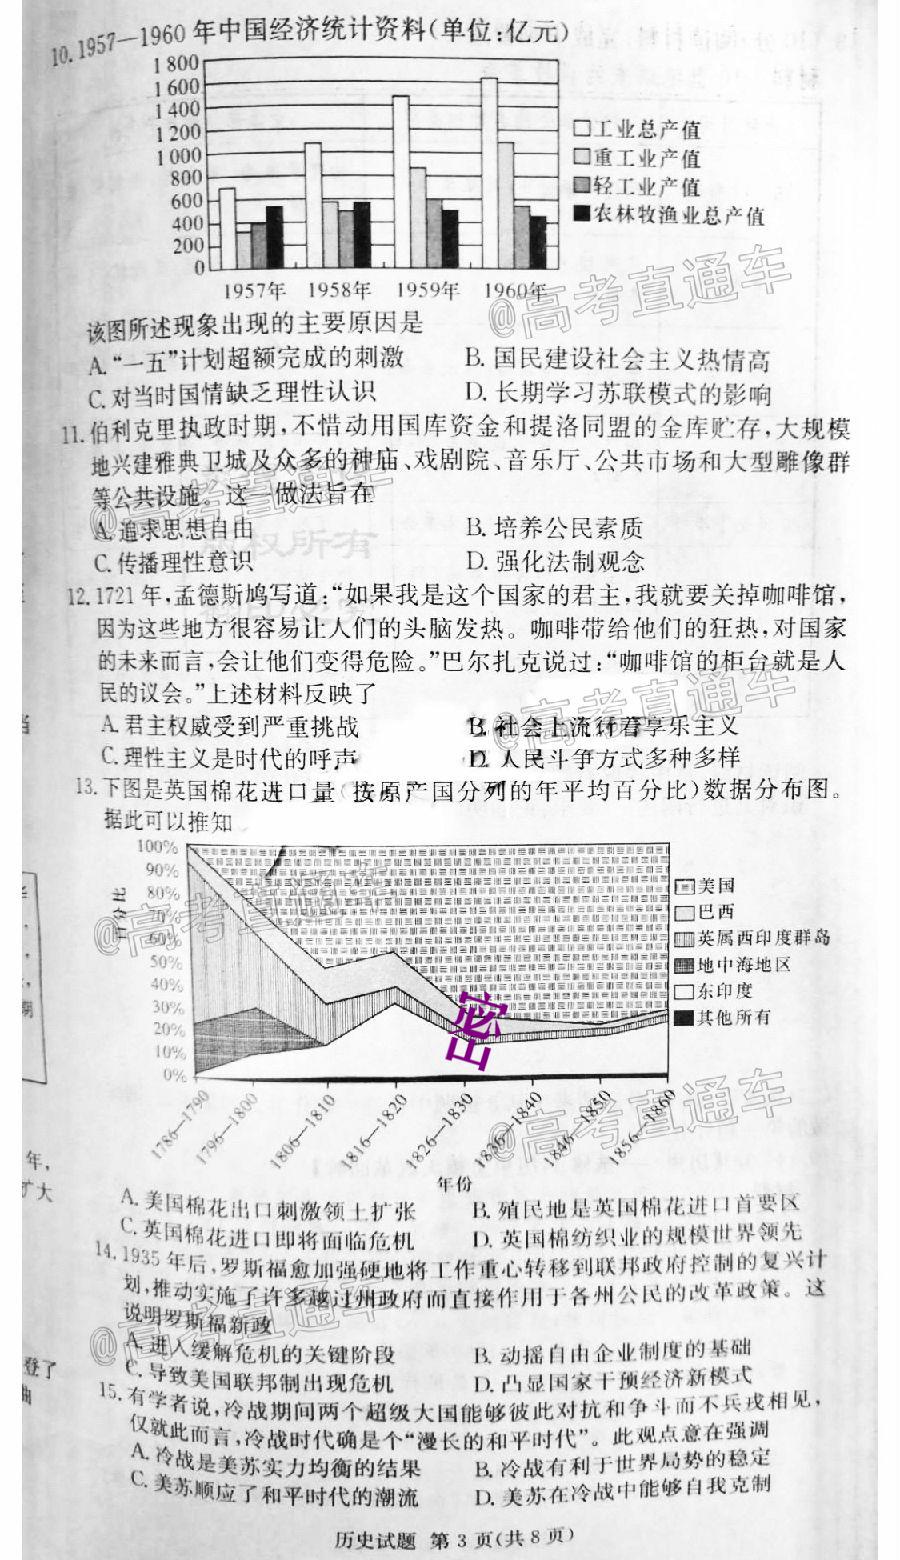 10. 1957—1960年中国经济统计资料(单位:亿元)
1800
1600
1400
1200
1000
800
600
400
200
0
1957年 1958年 1959年 1960年
工业总产值
重工业产值
轻工业产值
农林牧渔业总产值
@高考直通车
该图所述现象出现的主要原因是
A.“一五”计划超额完成的刺激 B. 国民建设社会主义热情高
C. 对当时国情缺乏理性认识 D. 长期学习苏联模式的影响
11. 伯利克里执政时期,不惜动用国库资金和提洛同盟的金库贮存,大规模
地兴建雅典卫城及众多的神庙、戏剧院、音乐厅、公共市场和大型雕像群
等公共设施。这一做法旨在
@高考直通车
A. 追求思想自由 B. 培养公民素质
版权所有
C. 传播理性意识 D. 强化法制观念
12. 1721年,孟德斯鸠写道:“如果我是这个国家的君主,我就要关掉咖啡馆,
因为这些地方很容易让人们的头脑发热。咖啡带给他们的狂热,对国家
的未来而言,会让他们变得危险。”巴尔扎克说过:“咖啡馆的柜台就是人
民的议会。”上述材料反映了
@高考直通车
A. 君主权威受到严重挑战 B. 社会上流行着享乐主义
C. 理性主义是时代的呼声 D. 人民斗争方式多种多样
13. 下图是英国棉花进口量(按原产国分列的年平均百分比)数据分布图。
据此可以推知
100%
90%
80%
70%
60%
50%
40%
30%
20%
10%
0%
百分比
@高考直通车
密
美国
巴西
英属西印度群岛
地中海地区
东印度
其他所有
1786—1790 1796—1800 1806—1810 1816—1820 1826—1830 1836—1840 1846—1850 1856—1860
@高考直通车
年份
A. 美国棉花出口刺激领土扩张 B. 殖民地是英国棉花进口首要区
C. 英国棉花进口即将面临危机 D. 英国棉纺织业的规模世界领先
14. 1935年后,罗斯福愈加强硬地将工作重心转移到联邦政府控制的复兴计
划,推动实施了许多越过州政府而直接作用于各州公民的改革政策。这
说明罗斯福新政
@高考直通车
A. 进入缓解危机的关键阶段 B. 动摇自由企业制度的基础
C. 导致美国联邦制出现危机 D. 凸显国家干预经济新模式
15. 有学者说,冷战期间两个超级大国能够彼此对抗和争斗而不兵戎相见,
仅就此而言,冷战时代确是个“漫长的和平时代”。此观点意在强调
A. 冷战是美苏实力均衡的结果 B. 冷战有利于世界局势的稳定
C. 美苏顺应了和平时代的潮流 D. 美苏在冷战中能够自我克制
历史试题 第3页(共8页)
年,
扩大
登了
期